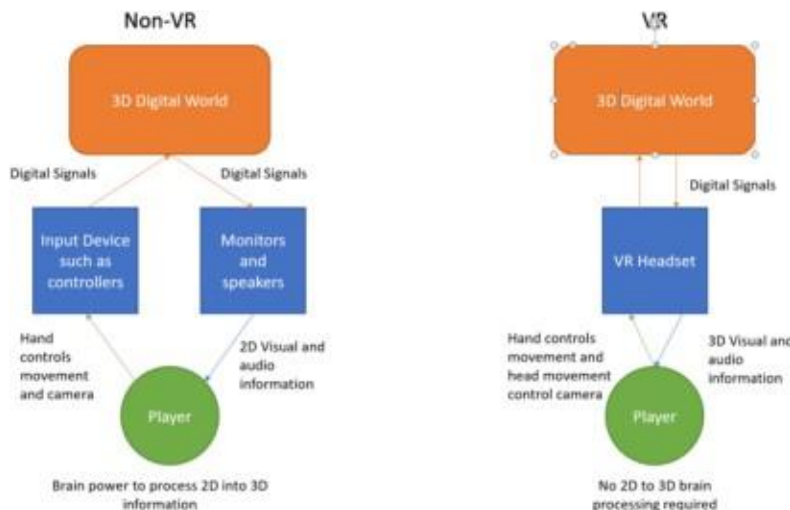 Non-VR
3D Digital World
Digital Signals
Digital Signals
Input Device
such as
controllers
Monitors
and
speakers
Hand
controls
movement
and camera
2D Visual and
audio
information
Player
Brain power to process 2D into 3D
information
VR
3D Digital World
Digital Signals
VR Headset
Hand controls
movement and
head movement
control camera
3D Visual and
audio
information
Player
No 2D to 3D brain
processing required